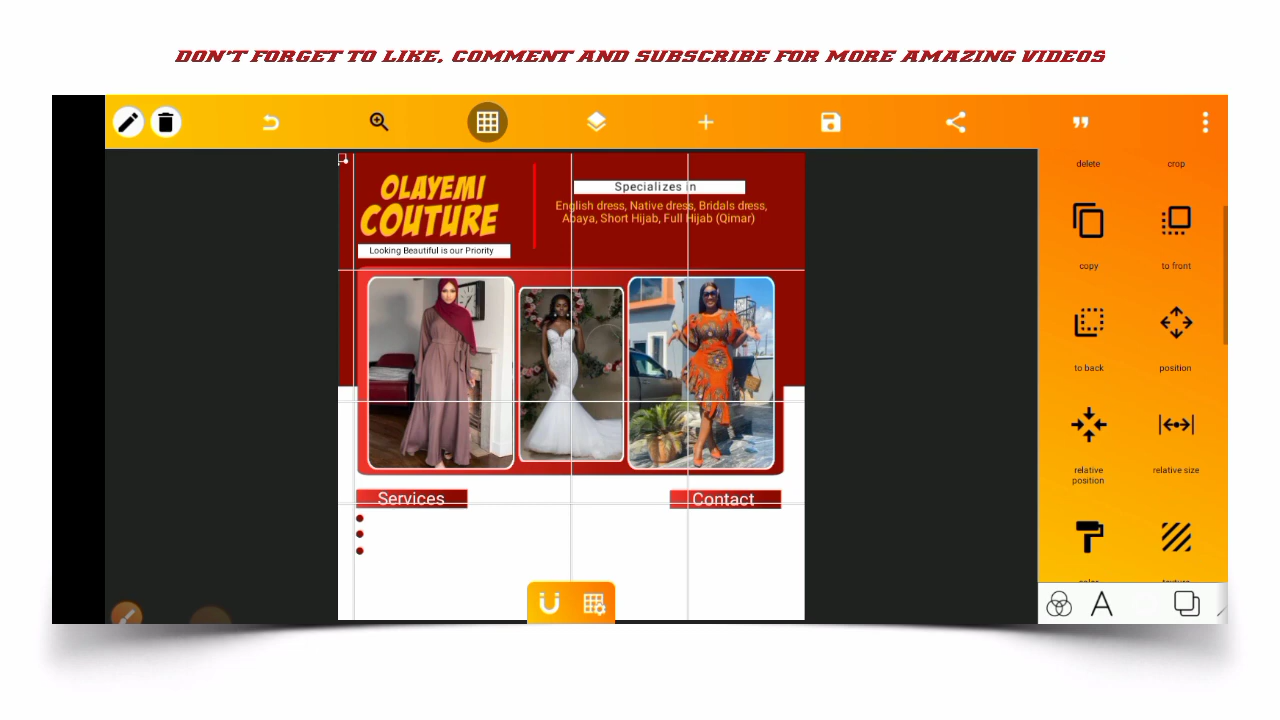 DON'T FORGET TO LIKE, COMMENT AND SUBSCRIBE FOR MORE AMAZING VIDEOS
OLAYEMI
COUTURE
Looking Beautiful is our Priority
Specializes in
English dress, Native dress, Bridals dress,
Abaya, Short Hijab, Full Hijab (Qimar)
Services
Contact
delete
crop
copy
to front
to back
position
relative
position
relative size
color
texture